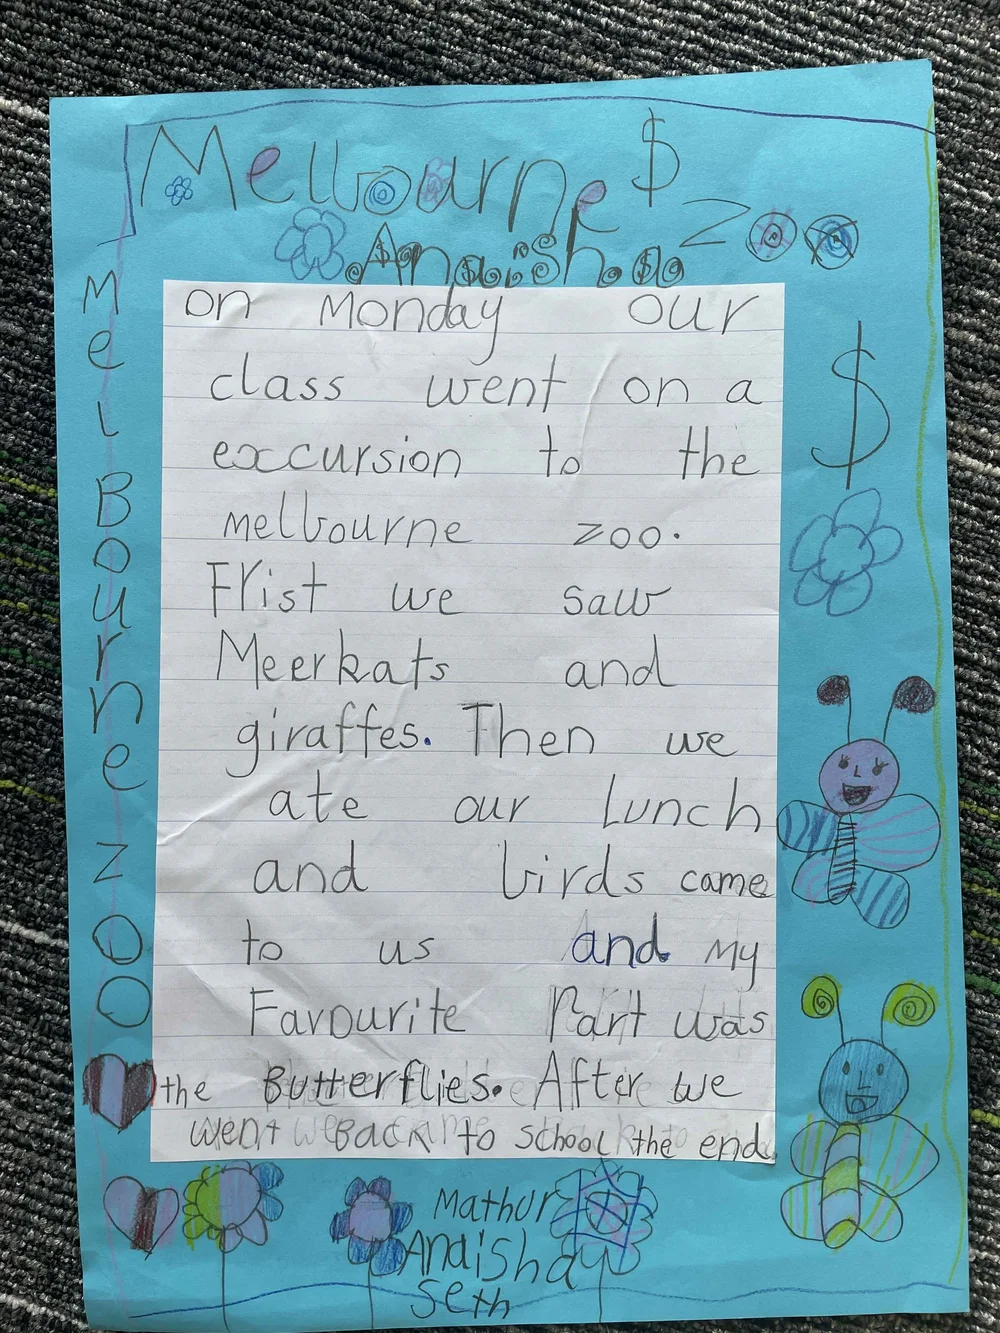 Melbourne $
zoo
Anaisha
Melbourne zoo
on Monday our
class went on a
excursion to the
melbourne zoo.
Frist we saw
Meerkats and
giraffes. Then we
ate our lunch
and birds came
to us and My
Favourite Part was
the Butterflies. After we
went Back to school the end
$
Mathur
Anaisha
Seth